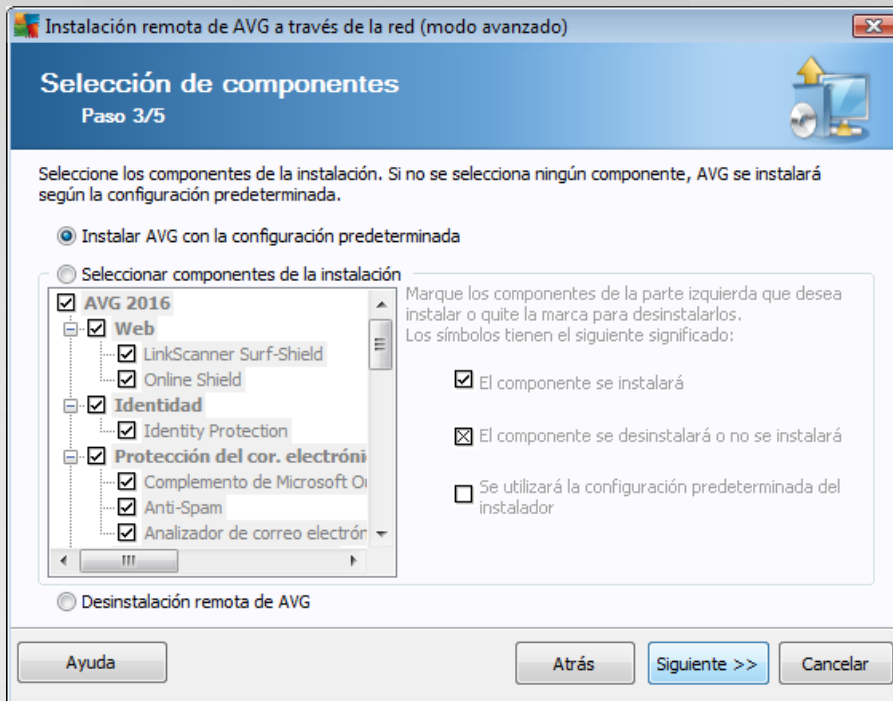 Instalación remota de AVG a través de la red (modo avanzado)
Selección de componentes
Paso 3/5
Seleccione los componentes de la instalación. Si no se selecciona ningún componente, AVG se instalará
según la configuración predeterminada.
Instalar AVG con la configuración predeterminada
Seleccionar componentes de la instalación
AVG 2016
Web
LinkScanner Surf-Shield
Online Shield
Identidad
Identity Protection
Protección del cor. electróni
Complemento de Microsoft Ou
Anti-Spam
Analizador de correo electrón
Marque los componentes de la parte izquierda que desea
instalar o quite la marca para desinstalarlos.
Los símbolos tienen el siguiente significado:
El componente se instalará
El componente se desinstalará o no se instalará
Se utilizará la configuración predeterminada del
instalador
Desinstalación remota de AVG
Ayuda
Atrás
Siguiente >>
Cancelar